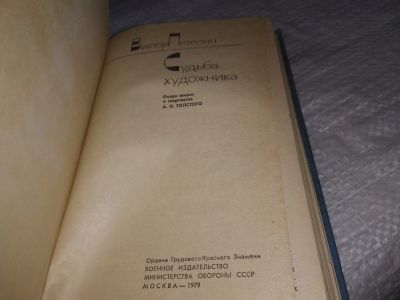 Виктор Петелин
Судьба
художника
Очерк жизни
и творчества
А. Н. ТОЛСТОГО
Ордена Трудового Красного Знамени
ВОЕННОЕ ИЗДАТЕЛЬСТВО
МИНИСТЕРСТВА ОБОРОНЫ СССР
МОСКВА — 1979